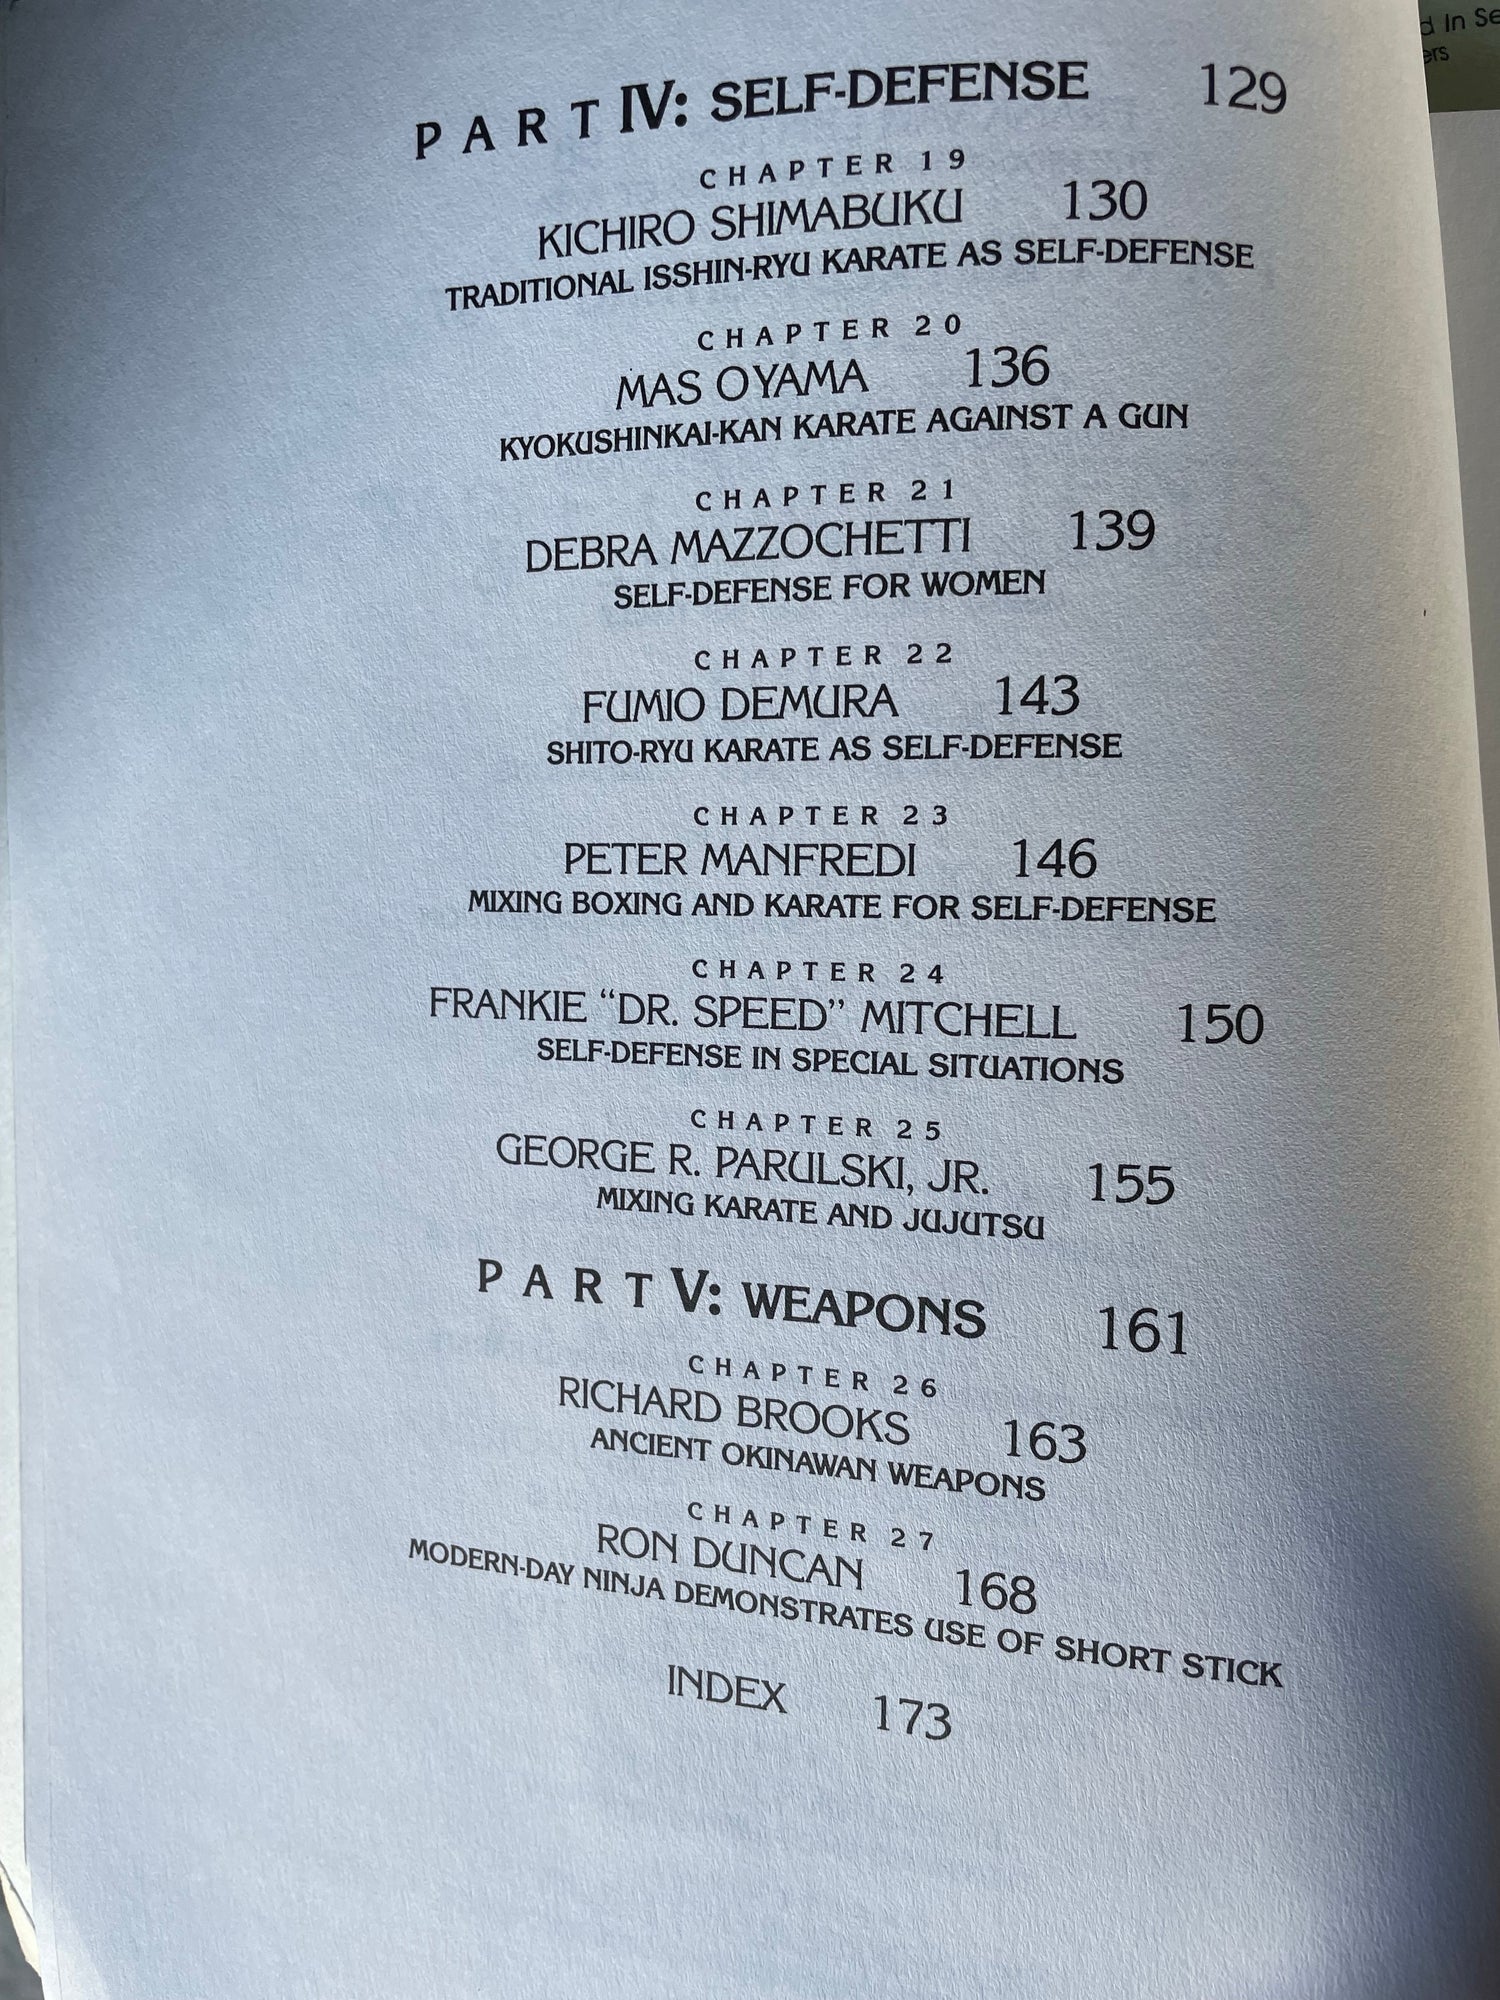 PART IV: SELF-DEFENSE 129
CHAPTER 19
KICHIRO SHIMABUKU 130
TRADITIONAL ISSHIN-RYU KARATE AS SELF-DEFENSE
CHAPTER 20
MAS OYAMA 136
KYOKUSHINKAI-KAN KARATE AGAINST A GUN
CHAPTER 21
DEBRA MAZZOCHETTI 139
SELF-DEFENSE FOR WOMEN
CHAPTER 22
FUMIO DEMURA 143
SHITO-RYU KARATE AS SELF-DEFENSE
CHAPTER 23
PETER MANFREDI 146
MIXING BOXING AND KARATE FOR SELF-DEFENSE
CHAPTER 24
FRANKIE “DR. SPEED” MITCHELL 150
SELF-DEFENSE IN SPECIAL SITUATIONS
CHAPTER 25
GEORGE R. PARULSKI, JR. 155
MIXING KARATE AND JUJUTSU
PART V: WEAPONS 161
CHAPTER 26
RICHARD BROOKS 163
ANCIENT OKINAWAN WEAPONS
CHAPTER 27
RON DUNCAN 168
MODERN-DAY NINJA DEMONSTRATES USE OF SHORT STICK
INDEX 173
In